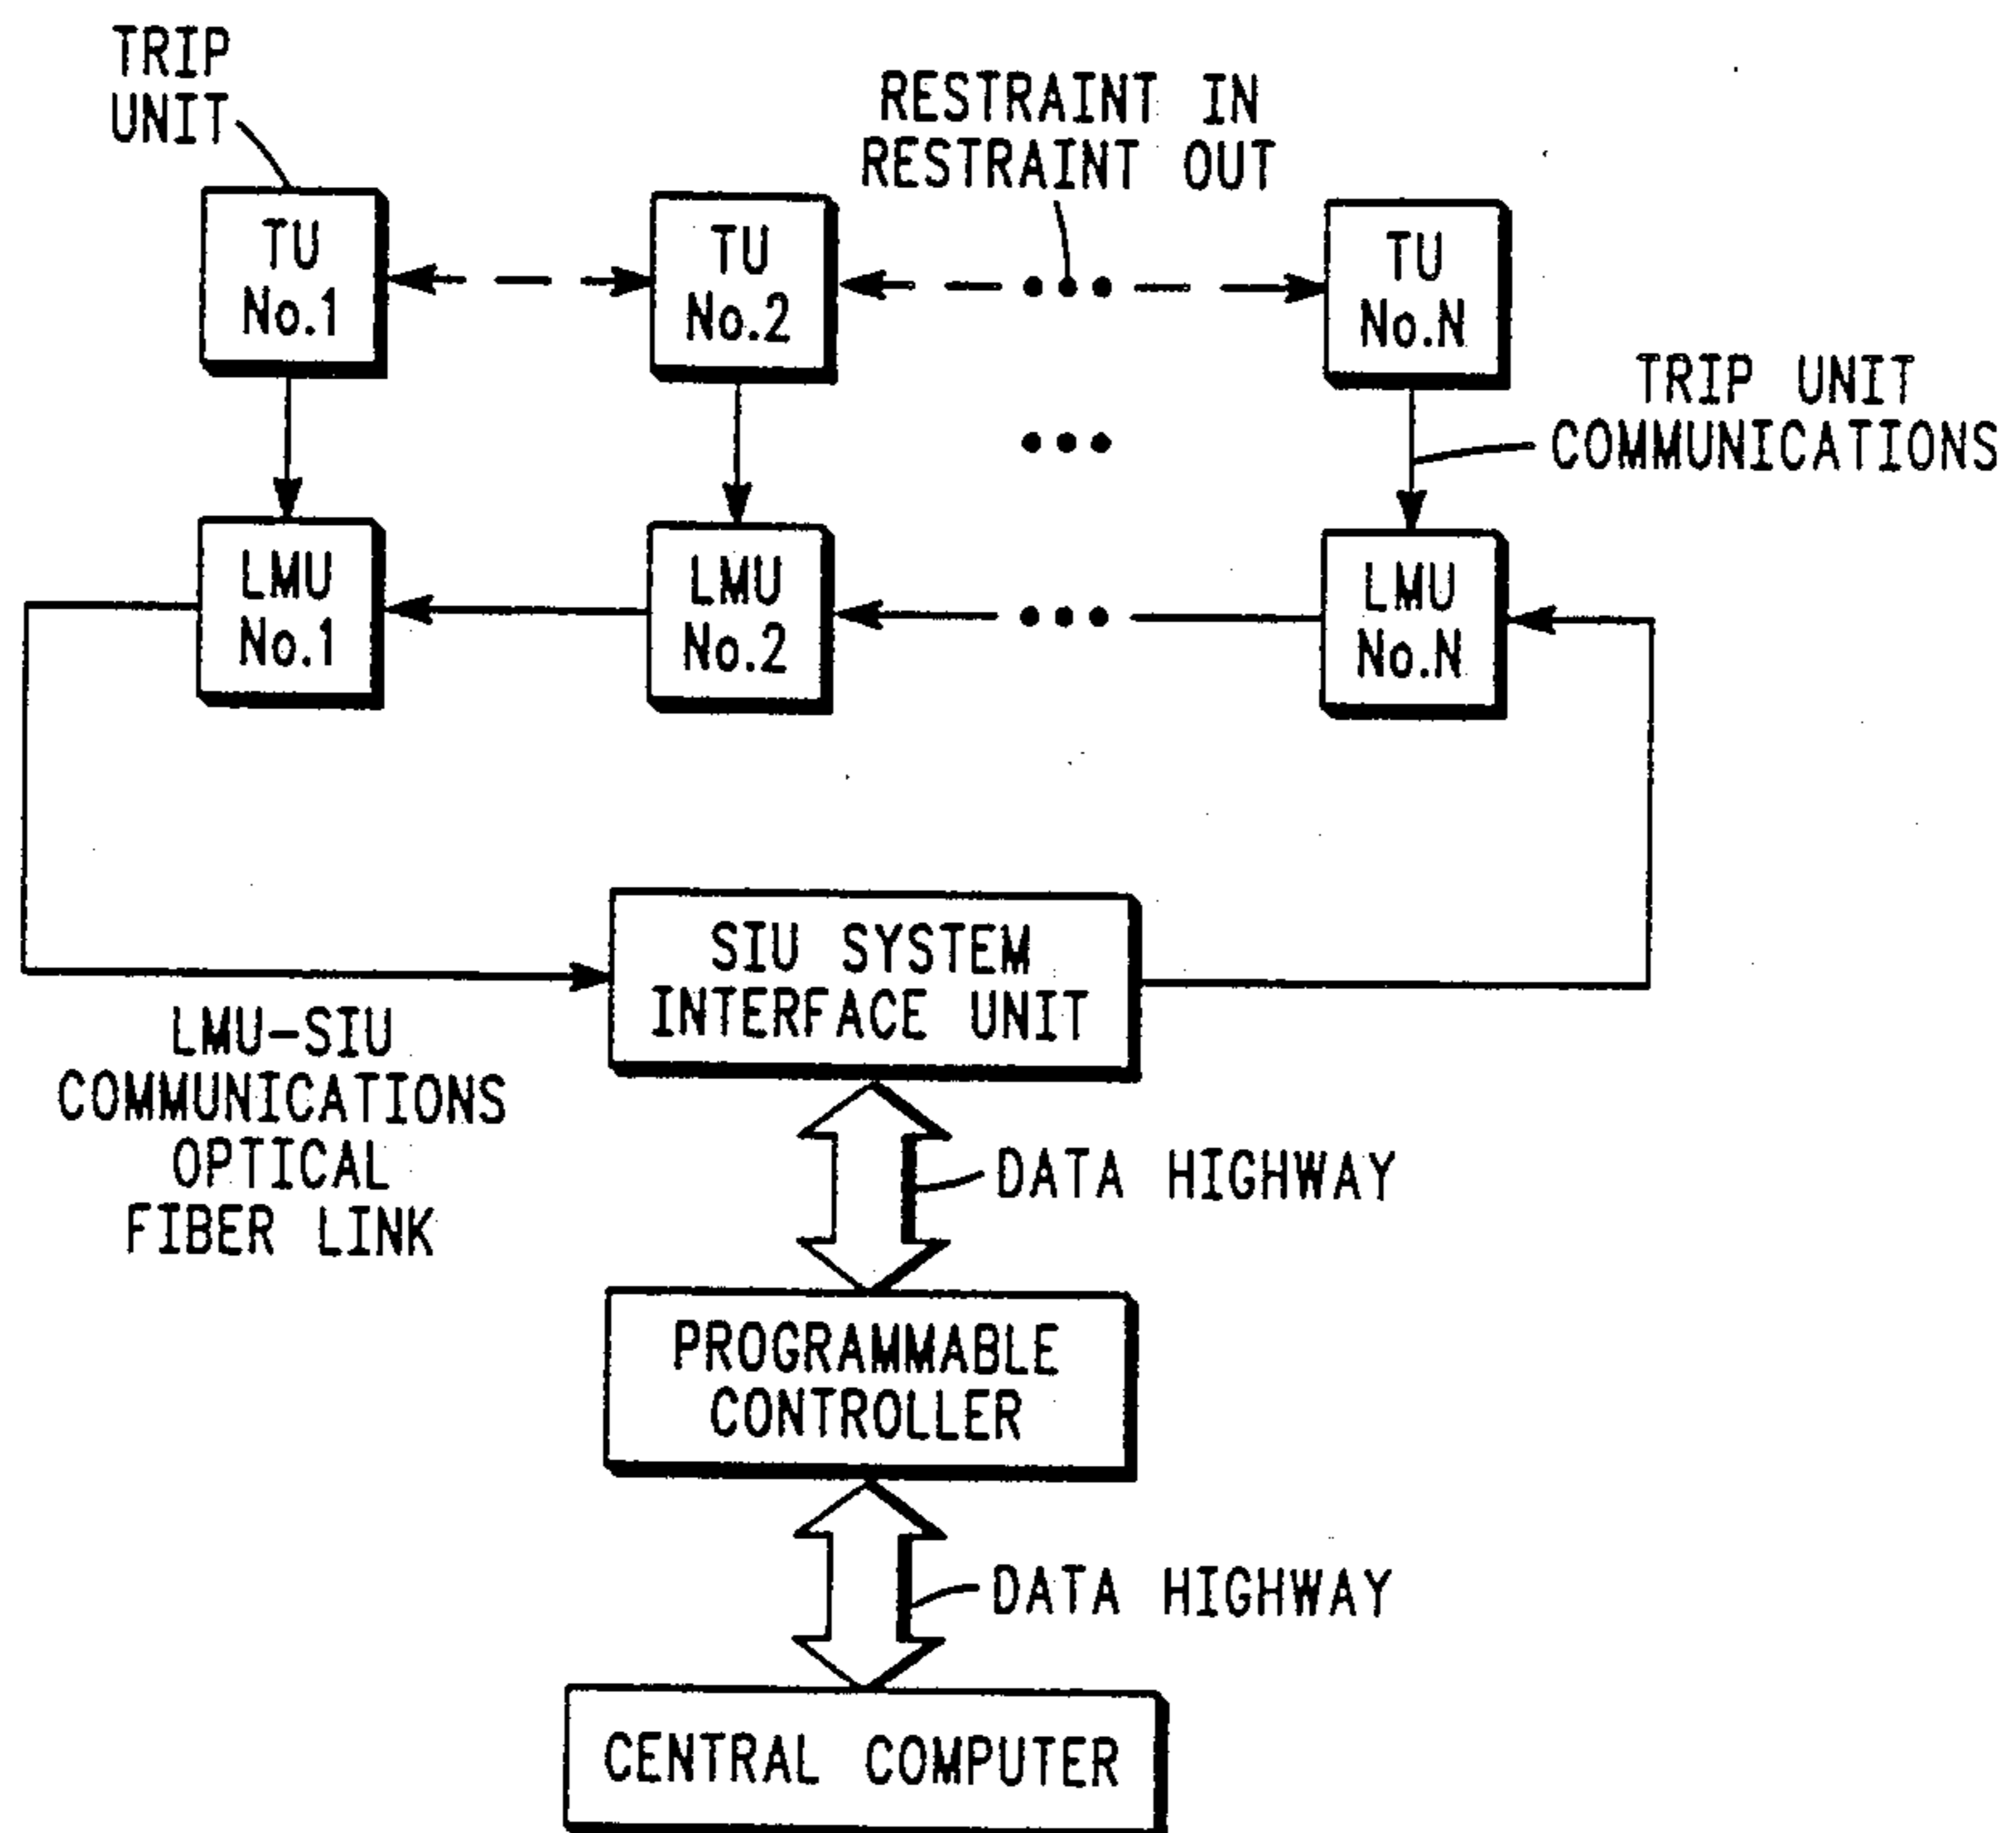 TRIP
UNIT
RESTRAINT IN
RESTRAINT OUT
TU
No.1
TU
No.2
TU
No.N
TRIP UNIT
COMMUNICATIONS
LMU
No.1
LMU
No.2
LMU
No.N
SIU SYSTEM
INTERFACE UNIT
LMU-SIU
COMMUNICATIONS
OPTICAL
FIBER LINK
DATA HIGHWAY
PROGRAMMABLE
CONTROLLER
DATA HIGHWAY
CENTRAL COMPUTER